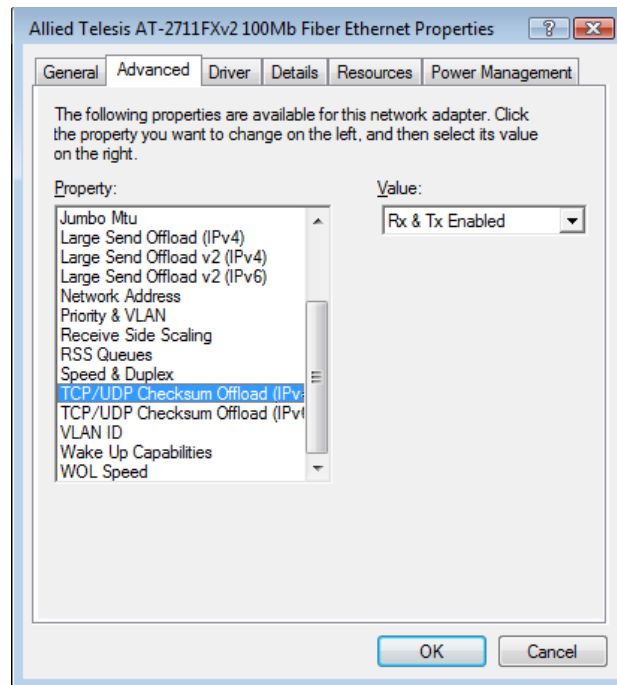 Allied Telesis AT-2711FXv2 100Mb Fiber Ethernet Properties
General Advanced Driver Details Resources Power Management
The following properties are available for this network adapter. Click
the property you want to change on the left, and then select its value
on the right.
Property:
Jumbo Mtu
Large Send Offload (IPv4)
Large Send Offload v2 (IPv4)
Large Send Offload v2 (IPv6)
Network Address
Priority & VLAN
Receive Side Scaling
RSS Queues
Speed & Duplex
TCP/UDP Checksum Offload (IPv
TCP/UDP Checksum Offload (IPv
VLAN ID
Wake Up Capabilities
WOL Speed
Value:
Rx & Tx Enabled
OK Cancel